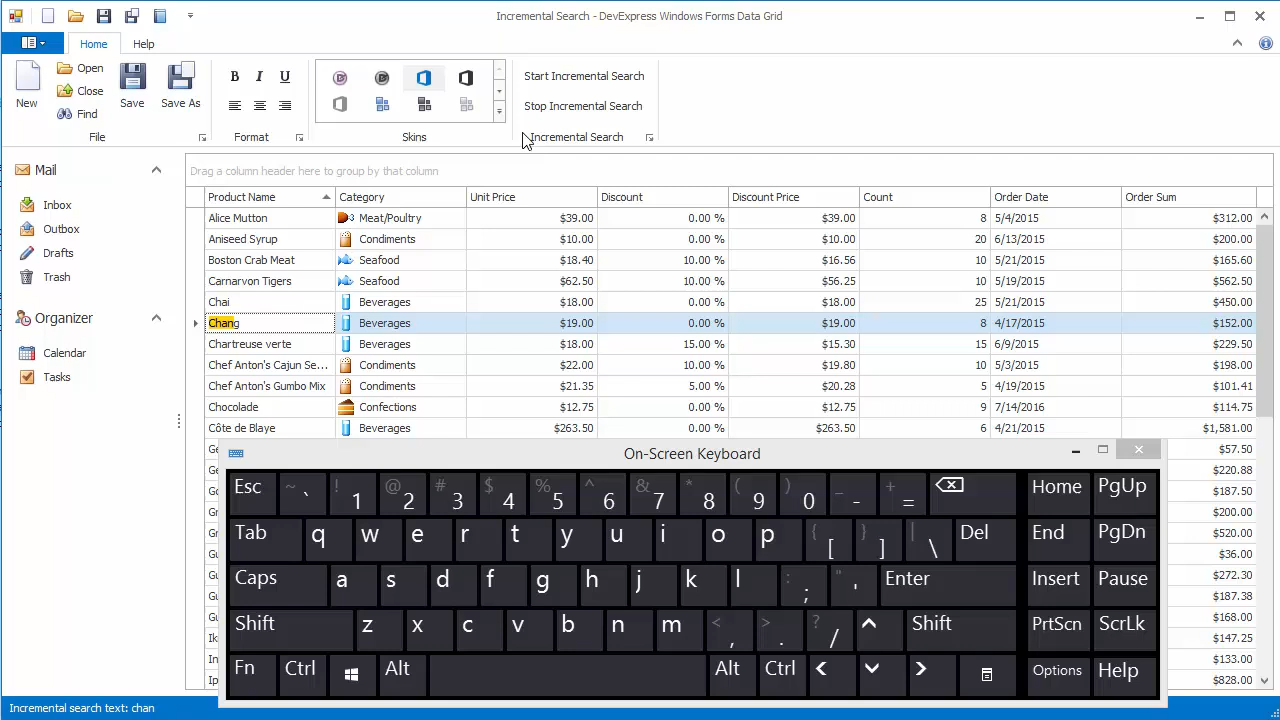 Incremental Search - DevExpress Windows Forms Data Grid
Home Help
New Open Close Find Save Save As
File
B I U
Format
Skins
Start Incremental Search
Stop Incremental Search
Incremental Search
Mail
Inbox
Outbox
Drafts
Trash
Organizer
Calendar
Tasks
Drag a column header here to group by that column
Product Name Category Unit Price Discount Discount Price Count Order Date Order Sum
Alice Mutton Meat/Poultry $39.00 0.00 % $39.00 8 5/4/2015 $312.00
Aniseed Syrup Condiments $10.00 0.00 % $10.00 20 6/13/2015 $200.00
Boston Crab Meat Seafood $18.40 10.00 % $16.56 10 5/21/2015 $165.60
Carnarvon Tigers Seafood $62.50 10.00 % $56.25 10 5/19/2015 $562.50
Chai Beverages $18.00 0.00 % $18.00 25 5/21/2015 $450.00
Chang Beverages $19.00 0.00 % $19.00 8 4/17/2015 $152.00
Chartreuse verte Beverages $18.00 15.00 % $15.30 15 6/9/2015 $229.50
Chef Anton's Cajun Se... Condiments $22.00 10.00 % $19.80 10 5/3/2015 $198.00
Chef Anton's Gumbo Mix Condiments $21.35 5.00 % $20.28 5 4/19/2015 $101.41
Chocolade Confections $12.75 0.00 % $12.75 9 7/14/2016 $114.75
Côte de Blaye Beverages $263.50 0.00 % $263.50 6 4/21/2015 $1,581.00
$57.50
$220.88
$187.50
$200.00
$520.00
$36.00
$272.30
$187.38
$168.00
$147.25
$133.00
$828.00
On-Screen Keyboard
Esc ~ ` ! 1 @ 2 # 3 $ 4 % 5 ^ 6 & 7 * 8 ( 9 ) 0 _ - + = Home PgUp
Tab q w e r t y u i o p { [ } ] | \ Del End PgDn
Caps a s d f g h j k l : ; " ' Enter Insert Pause
Shift z x c v b n m < , > . ? / Shift PrtScn ScrLk
Fn Ctrl Alt Alt Ctrl Options Help
Incremental search text: chan